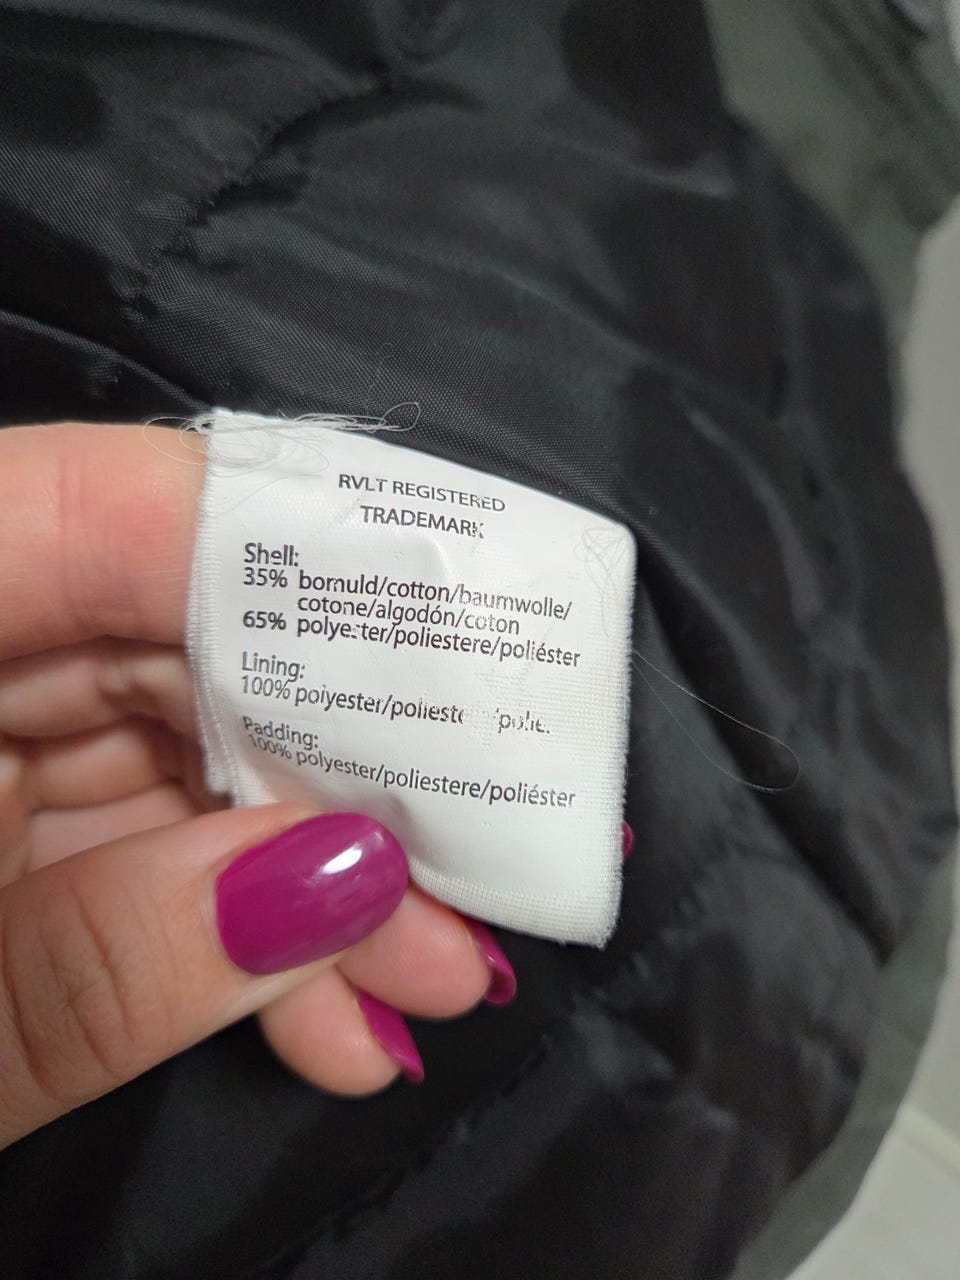 RVLT REGISTERED
TRADEMARK
Shell:
35% bomuld/cotton/baumwolle/
cotone/algodón/coton
65% polyester/poliestere/poliéster
Lining:
100% polyester/polieste
Padding:
100% polyester/poliestere/poliéster